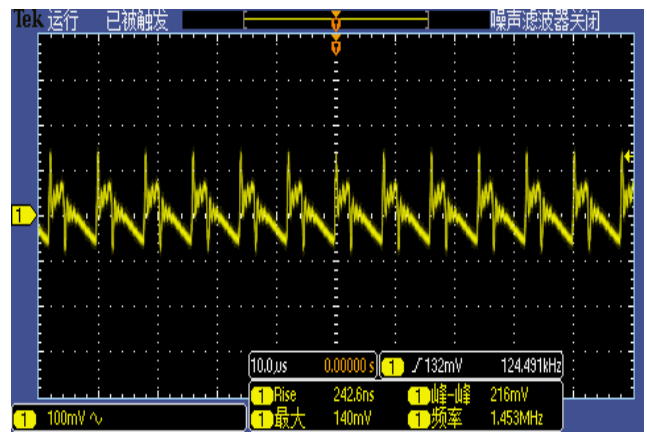 Tek 运行 已被触发 噪声滤波器关闭
1
10.0µs 0.00000 s 1 132mV 124.491kHz
1 Rise 242.6ns 1 峰-峰 216mV
1 100mV 1 最大 140mV 1 频率 1.453MHz